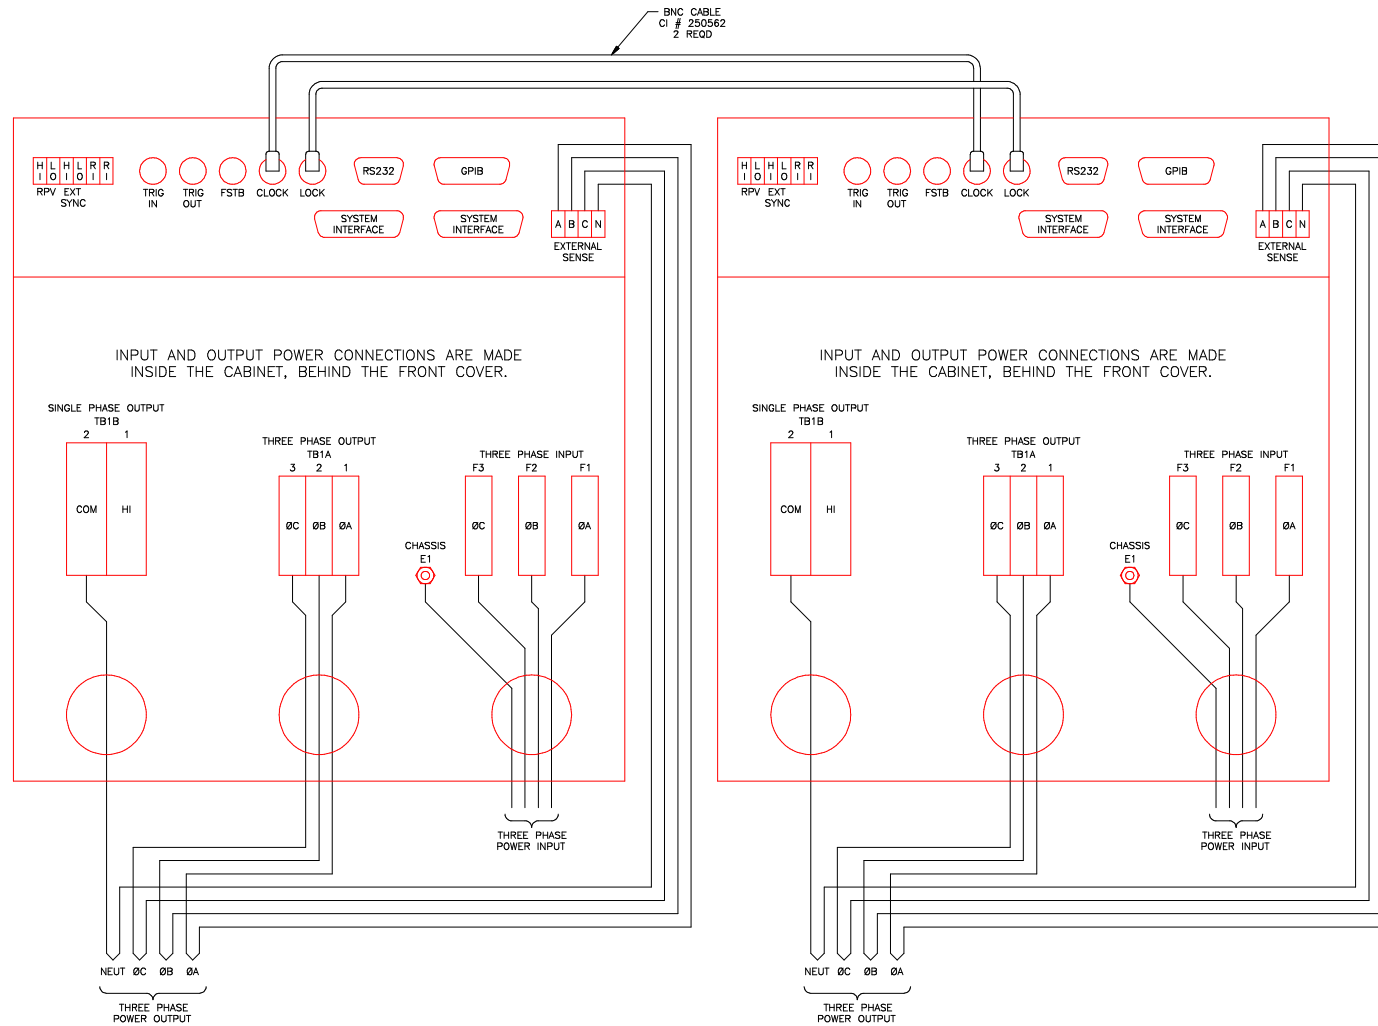 BNC CABLE
CI # 250562
2 REQD
H L H L R R
I O I O I I
RPV EXT
SYNC
TRIG
IN
TRIG
OUT
FSTB
CLOCK
LOCK
RS232
GPIB
SYSTEM
INTERFACE
SYSTEM
INTERFACE
A B C N
EXTERNAL
SENSE
INPUT AND OUTPUT POWER CONNECTIONS ARE MADE
INSIDE THE CABINET, BEHIND THE FRONT COVER.
SINGLE PHASE OUTPUT
TB1B
2 1
COM HI
THREE PHASE OUTPUT
TB1A
3 2 1
ØC ØB ØA
THREE PHASE INPUT
F3 F2 F1
ØC ØB ØA
CHASSIS
E1
THREE PHASE
POWER INPUT
NEUT ØC ØB ØA
THREE PHASE
POWER OUTPUT
H L H L R R
I O I O I I
RPV EXT
SYNC
TRIG
IN
TRIG
OUT
FSTB
CLOCK
LOCK
RS232
GPIB
SYSTEM
INTERFACE
SYSTEM
INTERFACE
A B C N
EXTERNAL
SENSE
INPUT AND OUTPUT POWER CONNECTIONS ARE MADE
INSIDE THE CABINET, BEHIND THE FRONT COVER.
SINGLE PHASE OUTPUT
TB1B
2 1
COM HI
THREE PHASE OUTPUT
TB1A
3 2 1
ØC ØB ØA
THREE PHASE INPUT
F3 F2 F1
ØC ØB ØA
CHASSIS
E1
THREE PHASE
POWER INPUT
NEUT ØC ØB ØA
THREE PHASE
POWER OUTPUT